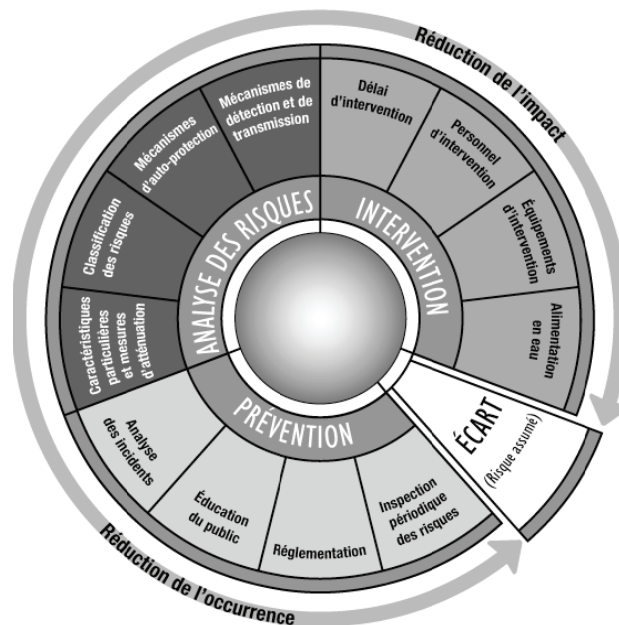 Réduction de l'impact
Mécanismes de
détection et de
transmission
Délai
d'intervention
Personnel
d'intervention
Équipements
d'intervention
Alimentation
en eau
Mécanismes
d'auto-protection
Classification
des risques
Caractéristiques
particulières
et mesures
d'atténuation
ANALYSE DES RISQUES
INTERVENTION
PRÉVENTION
ÉCART
(Risque assumé)
Analyse
des incidents
Éducation
du public
Réglementation
Inspection
périodique
des risques
Réduction de l'occurrence